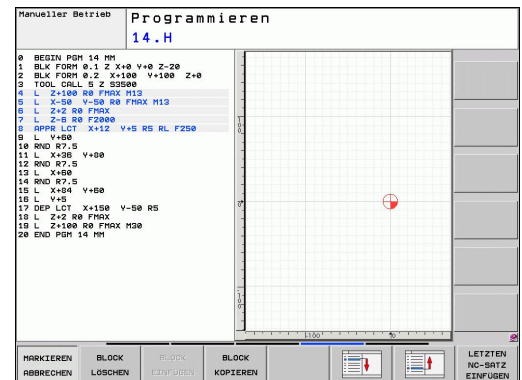 Manueller Betrieb
Programmieren
14.H
0 BEGIN PGM 14 MM
1 BLK FORM 0.1 Z X+0 Y+0 Z-20
2 BLK FORM 0.2 X+100 Y+100 Z+0
3 TOOL CALL 5 Z S3500
4 L Z+100 R0 FMAX M13
5 L X-50 Y-50 R0 FMAX M13
6 L Z+2 R0 FMAX
7 L Z-6 R0 F2000
8 APPR LCT X+12 Y+5 R5 RL F250
9 L Y+60
10 RND R7.5
11 L X+36 Y+80
12 RND R7.5
13 L X+60
14 RND R7.5
15 L X+84 Y+60
16 L Y+5
17 DEP LCT X+150 Y-50 R5
18 L Z+2 R0 FMAX
19 L Z+100 R0 FMAX M30
20 END PGM 14 MM
MARKIEREN ABBRECHEN
BLOCK LÖSCHEN
BLOCK EINFÜGEN
BLOCK KOPIEREN
LETZTEN NC-SATZ EINFÜGEN